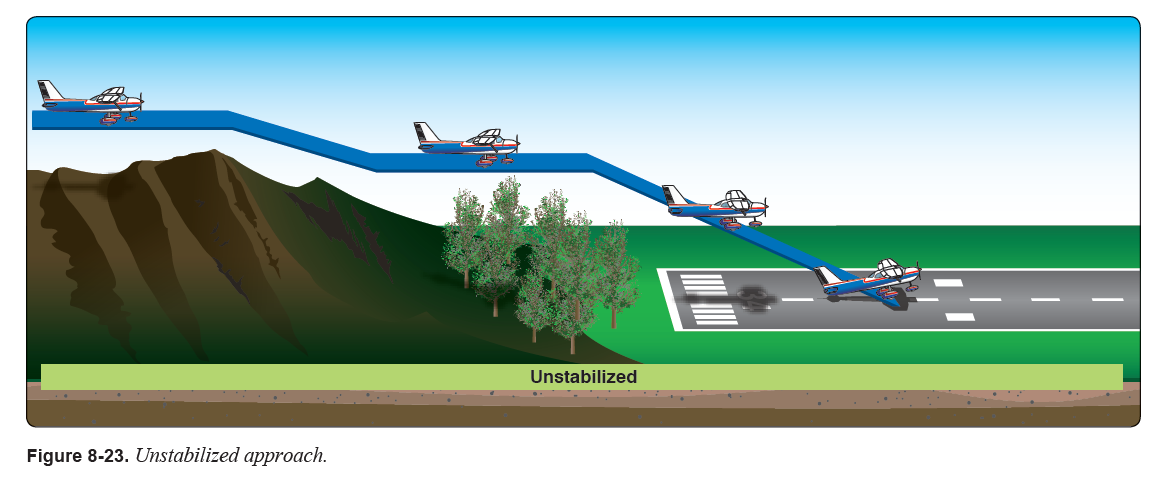 Unstabilized
Figure 8-23. Unstabilized approach.